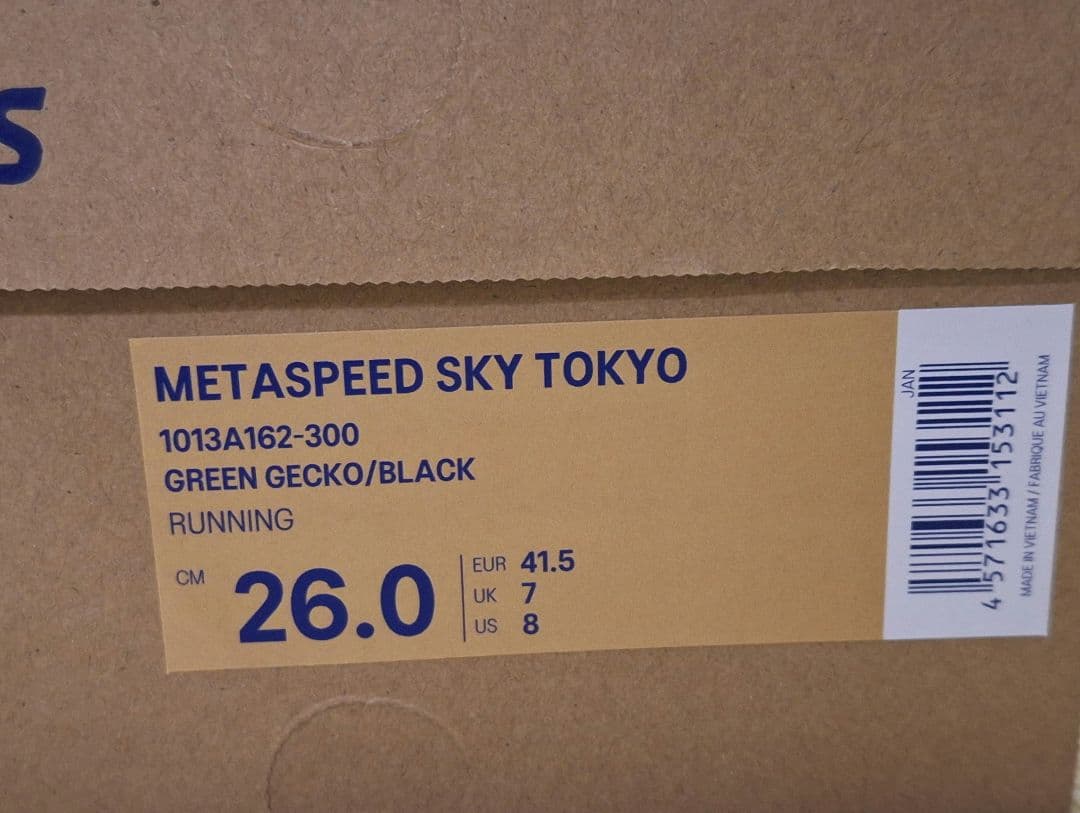 S
METASPEED SKY TOKYO
1013A162-300
GREEN GECKO/BLACK
RUNNING
CM 26.0
EUR 41.5
UK 7
US 8
JAN
4 571633 153112
MADE IN VIETNAM / FABRIQUE AU VIETNAM